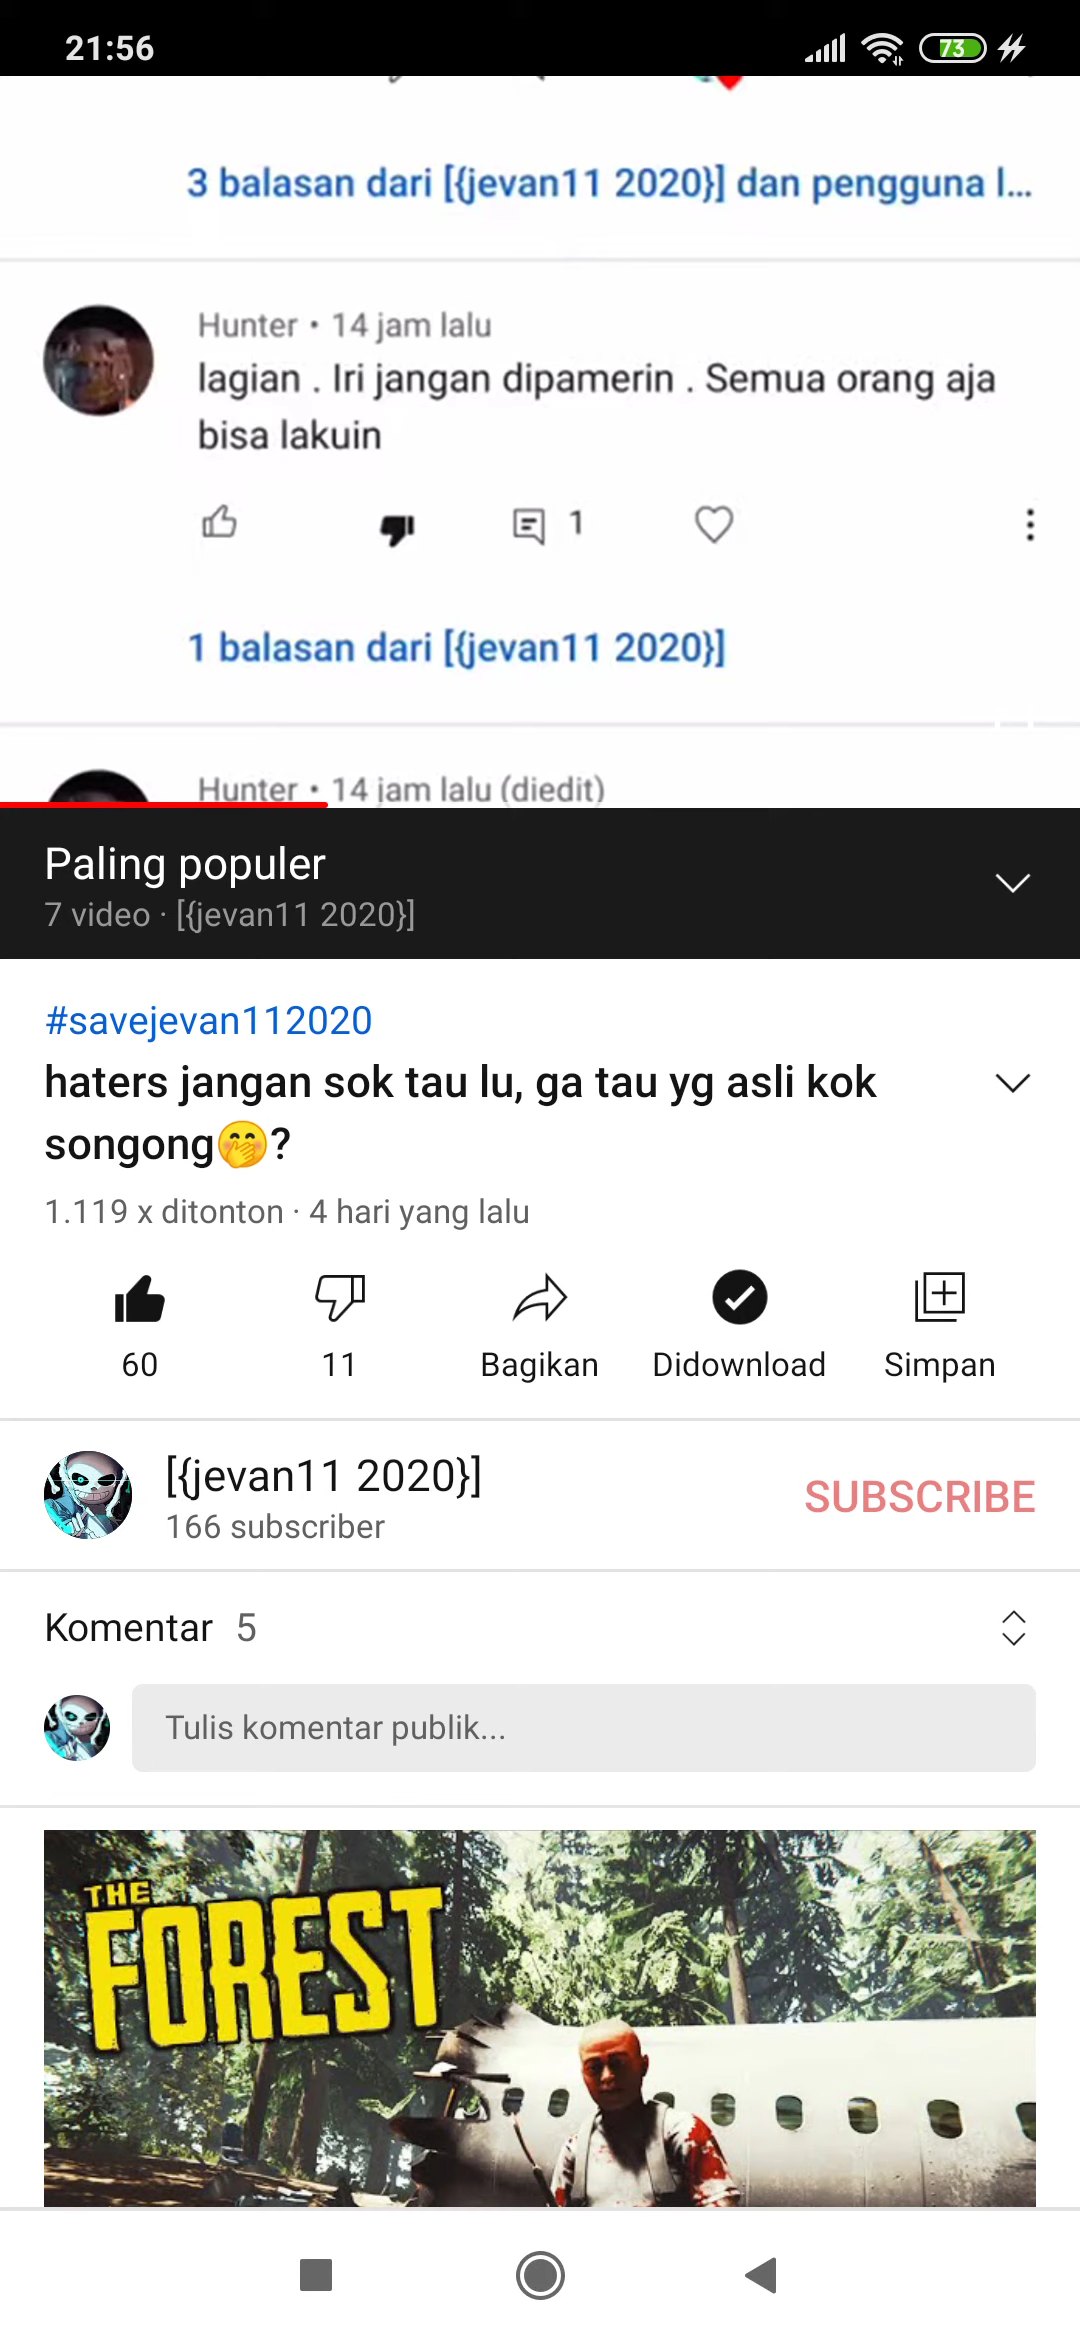 21:56
73
3 balasan dari [{jevan11 2020}] dan pengguna l...
Hunter • 14 jam lalu
lagian . Iri jangan dipamerin . Semua orang aja
bisa lakuin
1
1 balasan dari [{jevan11 2020}]
Hunter • 14 jam lalu (diedit)
Paling populer
7 video · [{jevan11 2020}]
#savejevan112020
haters jangan sok tau lu, ga tau yg asli kok
songong🤭?
1.119 x ditonton · 4 hari yang lalu
60
11
Bagikan
Didownload
Simpan
[{jevan11 2020}]
166 subscriber
SUBSCRIBE
Komentar 5
Tulis komentar publik...
THE
FOREST